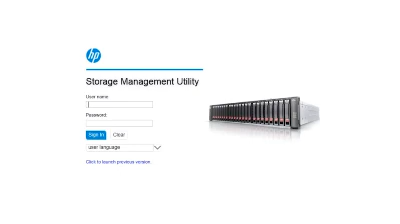 hp
Storage Management Utility
User name:
Password:
Sign In Clear
user language
Click to launch previous version